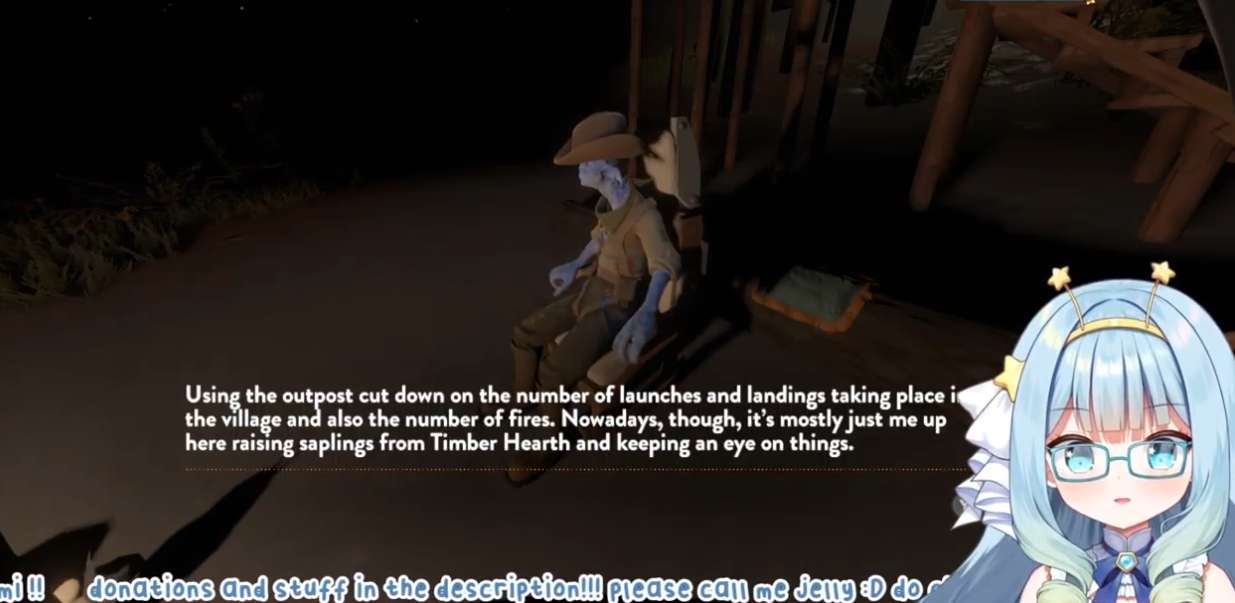 Using the outpost cut down on the number of launches and landings taking place
the village and also the number of fires. Nowadays, though, it's mostly just me up
here raising saplings from Timber Hearth and keeping an eye on things.
mi !! donations and stuff in the description!!! please call me jelly :D do